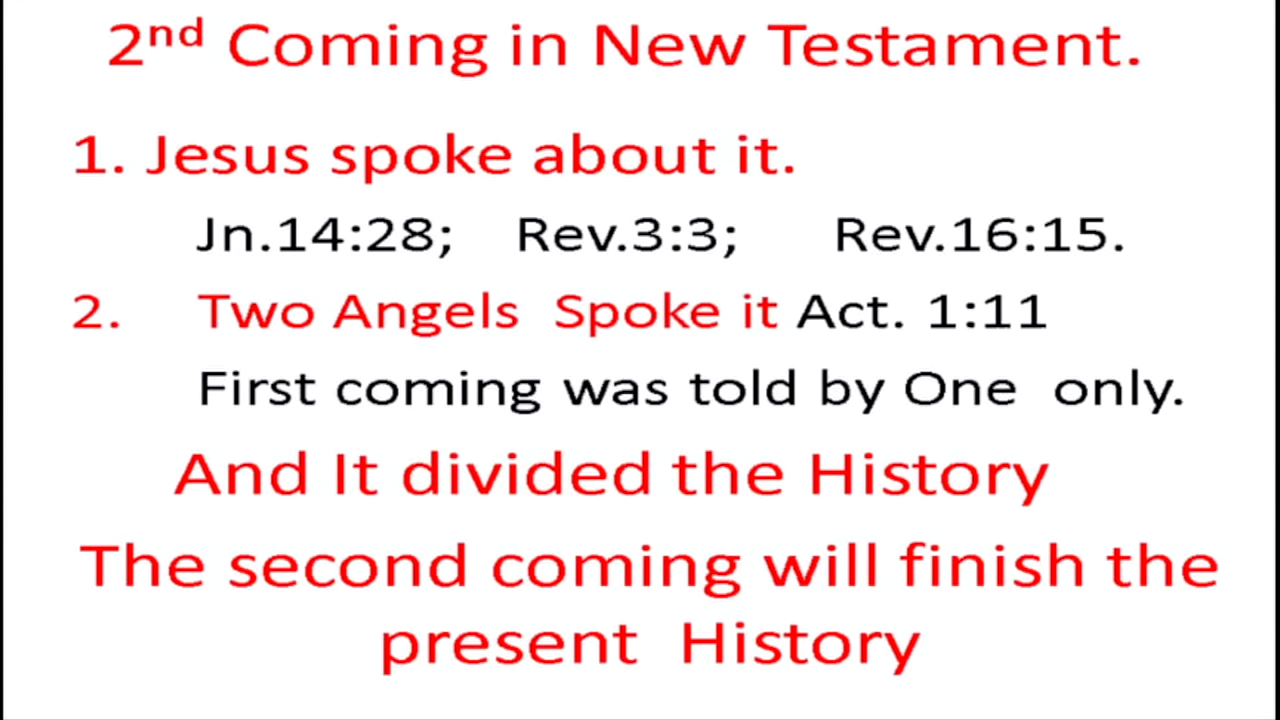 2nd Coming in New Testament.
1. Jesus spoke about it.
Jn.14:28; Rev.3:3; Rev.16:15.
2. Two Angels Spoke it Act. 1:11
First coming was told by One only.
And It divided the History
The second coming will finish the
present History